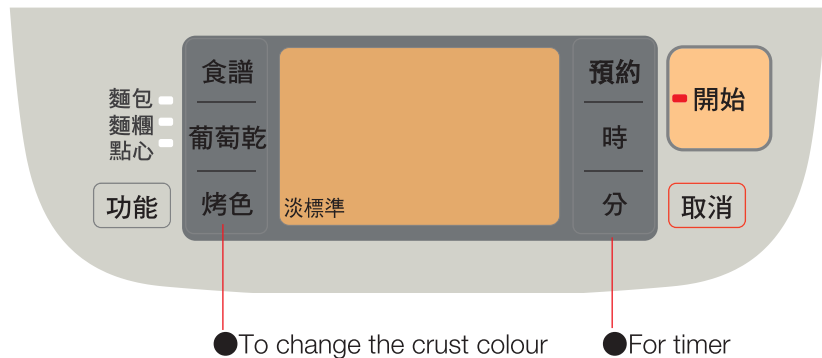 麵包
麵糰
點心
功能
食譜
葡萄乾
烤色
淡標準
預約
時
分
開始
取消
●To change the crust colour
●For timer